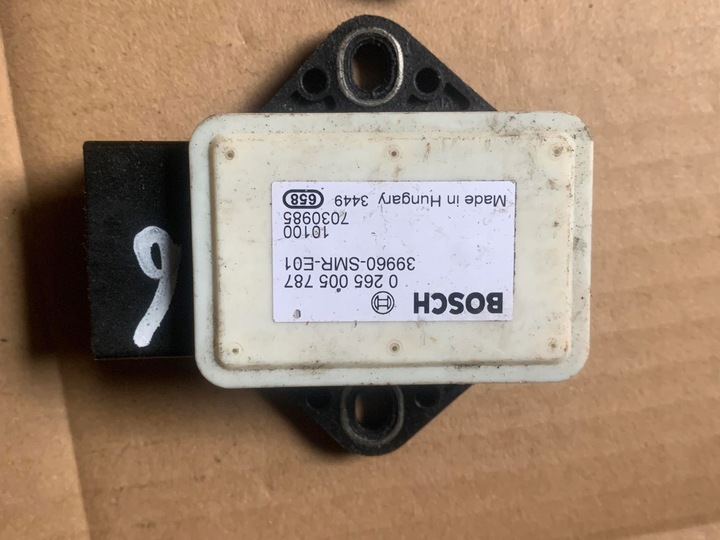 BOSCH
0 265 005 787
39960-SMR-E01
10100
7030985
Made in Hungary 3449 658